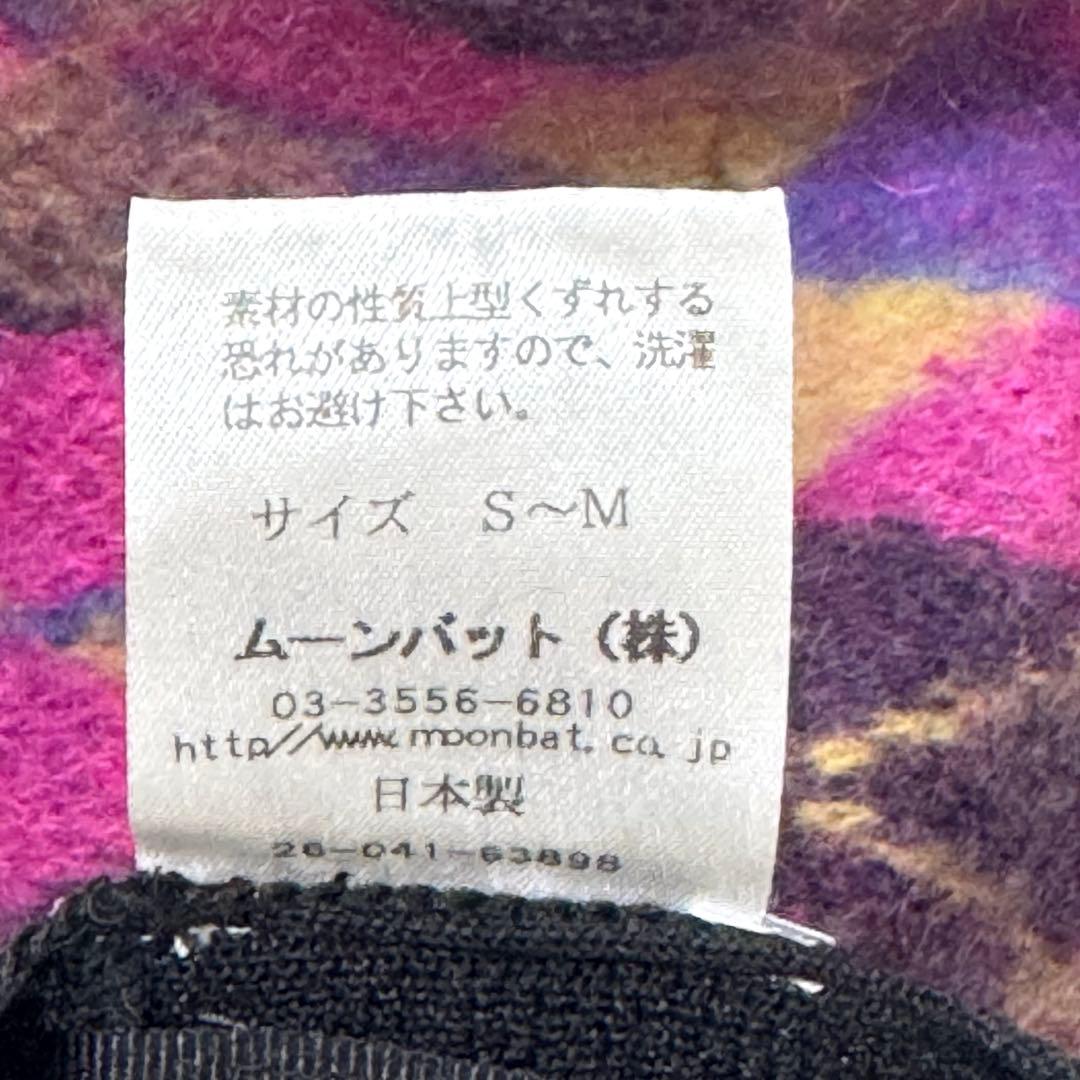 素材の性質上型くずれする
恐れがありますので、洗濯
はお避け下さい。
サイズ S〜M
ムーンバット（株）
03-3556-6810
http//www.moonbat.co.jp
日本製
26-041-63898